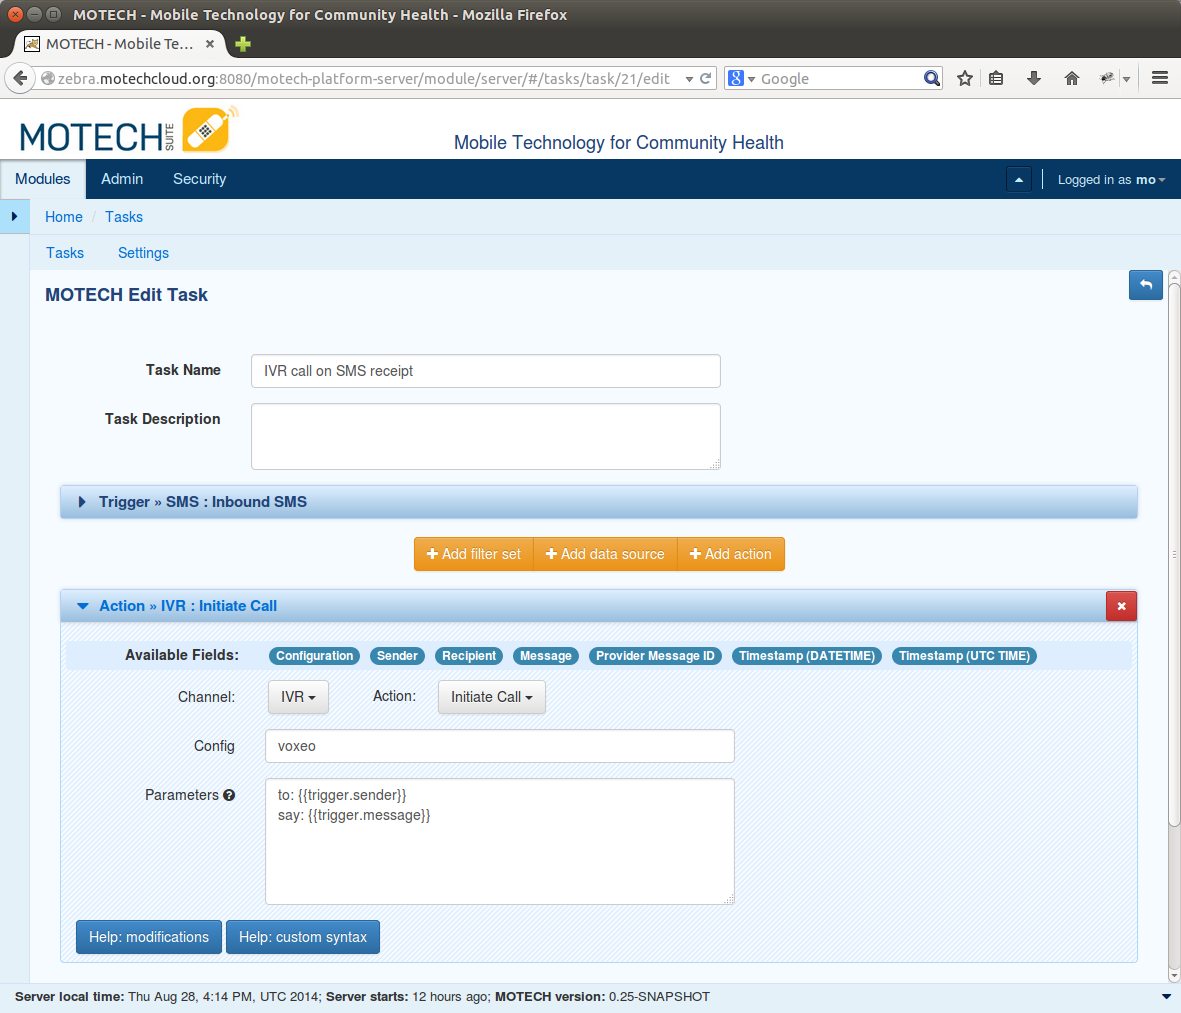 MOTECH - Mobile Technology for Community Health - Mozilla Firefox
MOTECH - Mobile Te...
zebra.motechcloud.org:8080/motech-platform-server/module/server/#/tasks/task/21/edit
8 Google
MOTECH SUITE
Mobile Technology for Community Health
Modules Admin Security Logged in as mo
Home / Tasks
Tasks Settings
MOTECH Edit Task
Task Name IVR call on SMS receipt
Task Description
Trigger » SMS : Inbound SMS
Add filter set Add data source Add action
Action » IVR : Initiate Call
Available Fields: Configuration Sender Recipient Message Provider Message ID Timestamp (DATETIME) Timestamp (UTC TIME)
Channel: IVR Action: Initiate Call
Config voxeo
Parameters ? to: {{trigger.sender}}
say: {{trigger.message}}
Help: modifications Help: custom syntax
Server local time: Thu Aug 28, 4:14 PM, UTC 2014; Server starts: 12 hours ago; MOTECH version: 0.25-SNAPSHOT